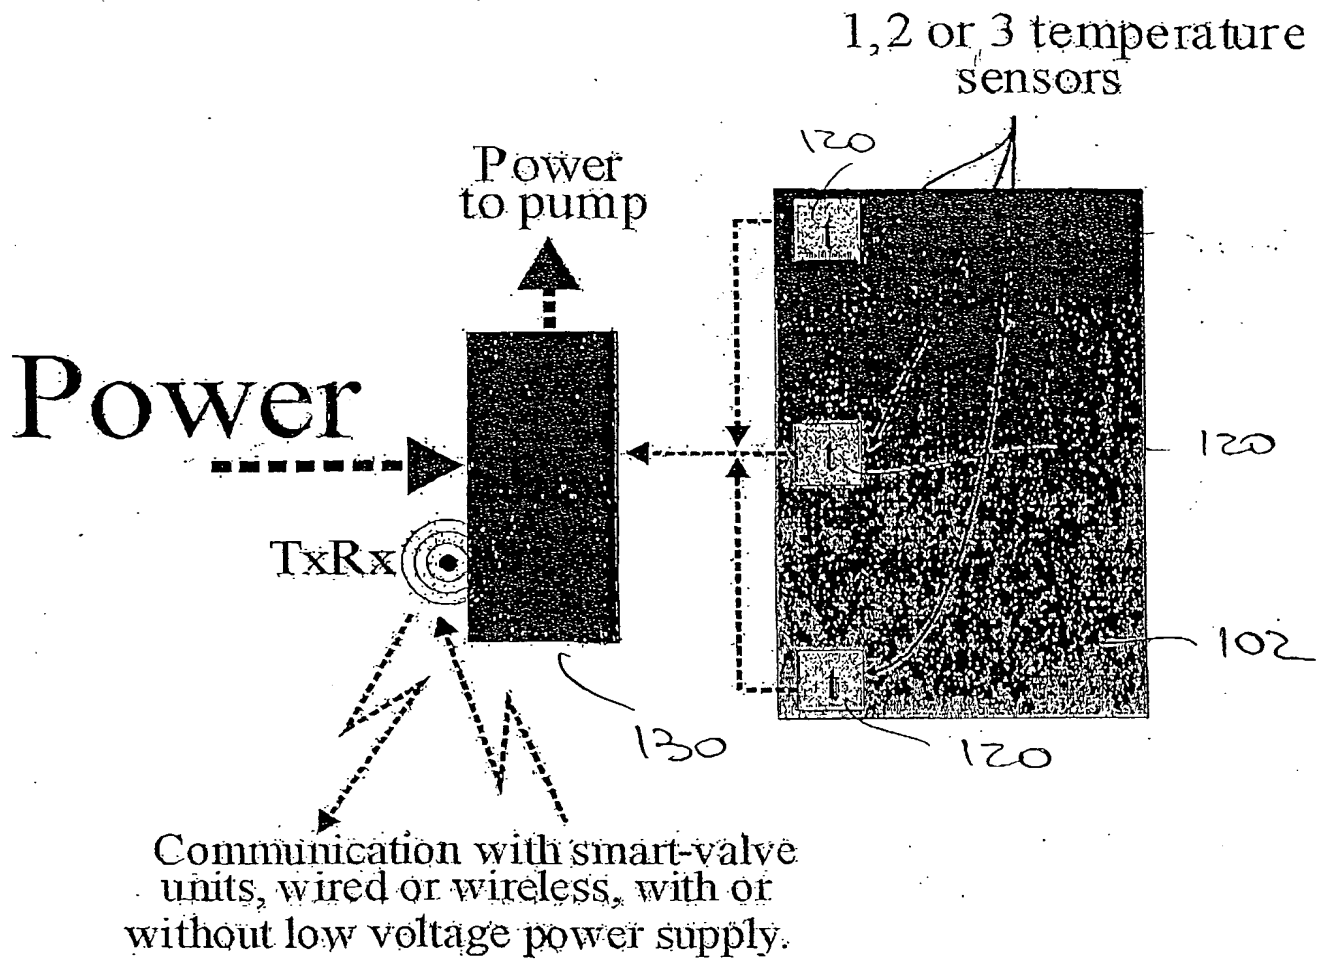 1,2 or 3 temperature
sensors
120
Power
to pump
t
Power
t
120
TxRx
102
t
130
120
Communication with smart-valve
units, wired or wireless, with or
without low voltage power supply.